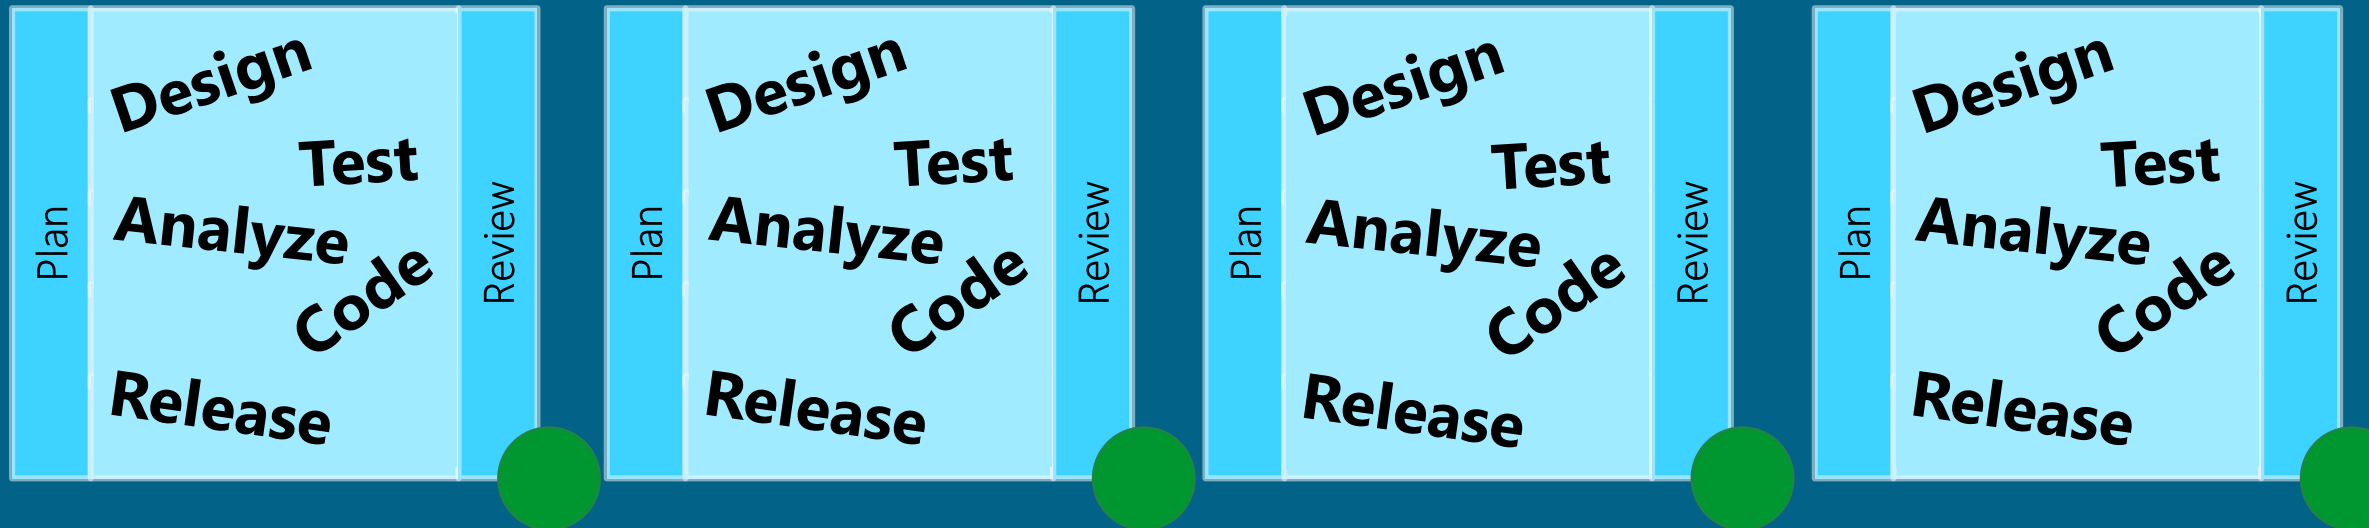 Plan
Design
Test
Analyze
Code
Release
Review
Plan
Design
Test
Analyze
Code
Release
Review
Plan
Design
Test
Analyze
Code
Release
Review
Plan
Design
Test
Analyze
Code
Release
Review